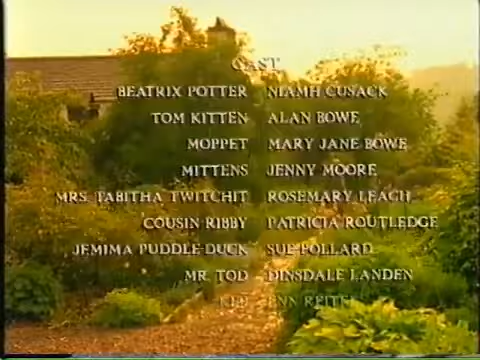 CAST
BEATRIX POTTER NIAMH CUSACK
TOM KITTEN ALAN BOWE
MOPPET MARY JANE BOWE
MITTENS JENNY MOORE
MRS. TABITHA TWITCHIT ROSEMARY LEACH
COUSIN RIBBY PATRICIA ROUTLEDGE
JEMIMA PUDDLE-DUCK SUE POLLARD
MR. TOD DINSDALE LANDEN